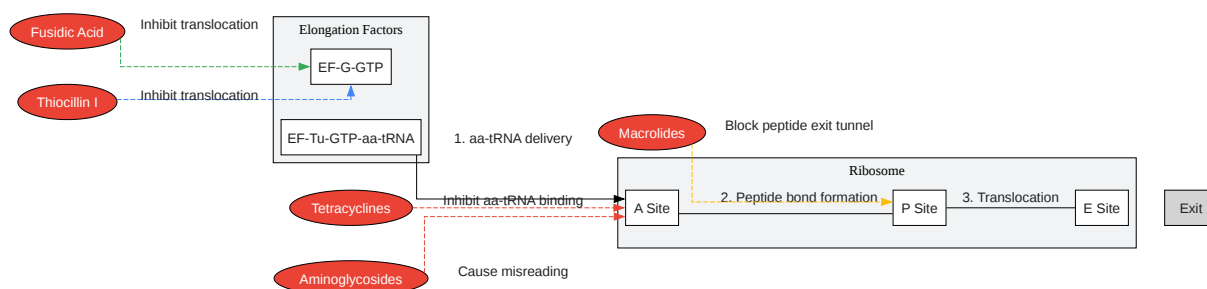 Fusidic Acid
Inhibit translocation
Elongation Factors
EF-G-GTP
Thiocillin I
Inhibit translocation
EF-Tu-GTP-aa-tRNA
1. aa-tRNA delivery
Macrolides
Block peptide exit tunnel
Ribosome
Tetracyclines
Inhibit aa-tRNA binding
A Site
2. Peptide bond formation
P Site
3. Translocation
E Site
Exit
Aminoglycosides
Cause misreading